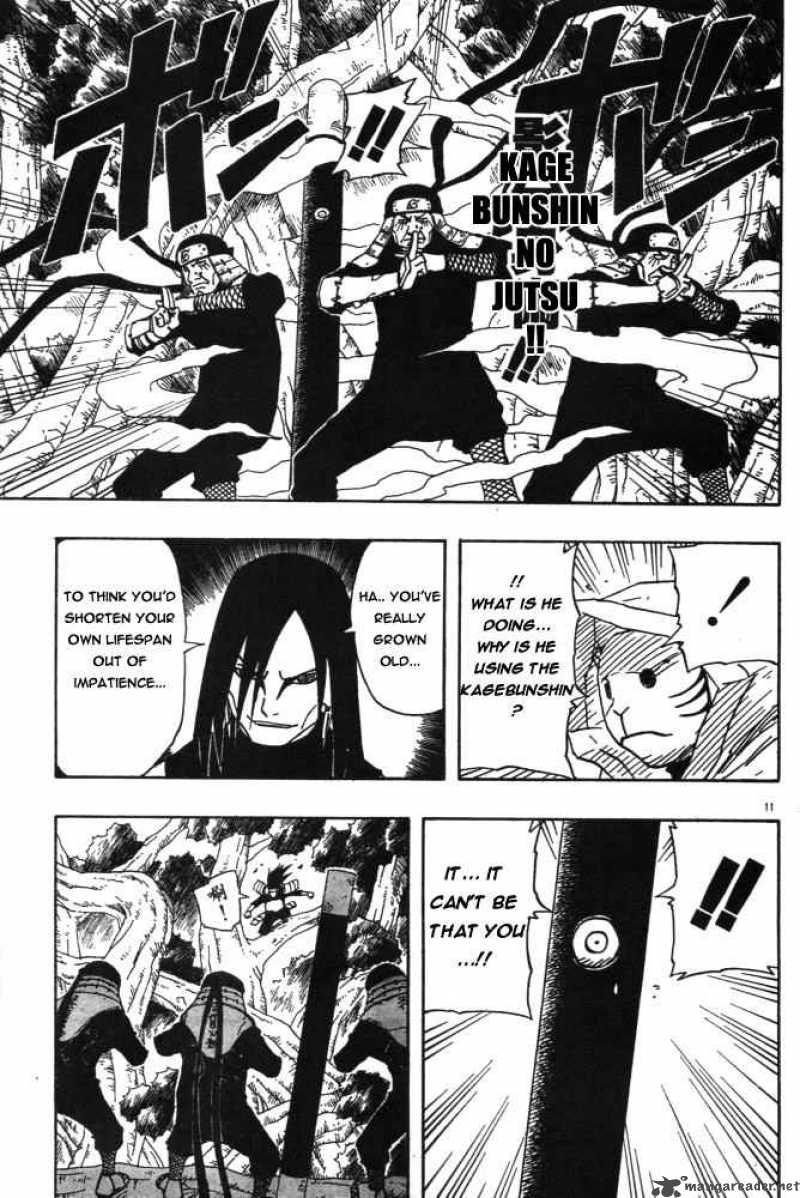 ボン
!!
ボン
影
KAGE
BUNSHIN
NO
JUTSU
!!
!!
!
!!
WHAT IS HE
DOING...
WHY IS HE
USING THE
KAGEBUNSHIN
?
HA.. YOU'VE
REALLY
GROWN
OLD...
TO THINK YOU'D
SHORTEN YOUR
OWN LIFESPAN
OUT OF
IMPATIENCE...
11
!!
IT... IT
CAN'T BE
THAT YOU
...!!
mangareader.net